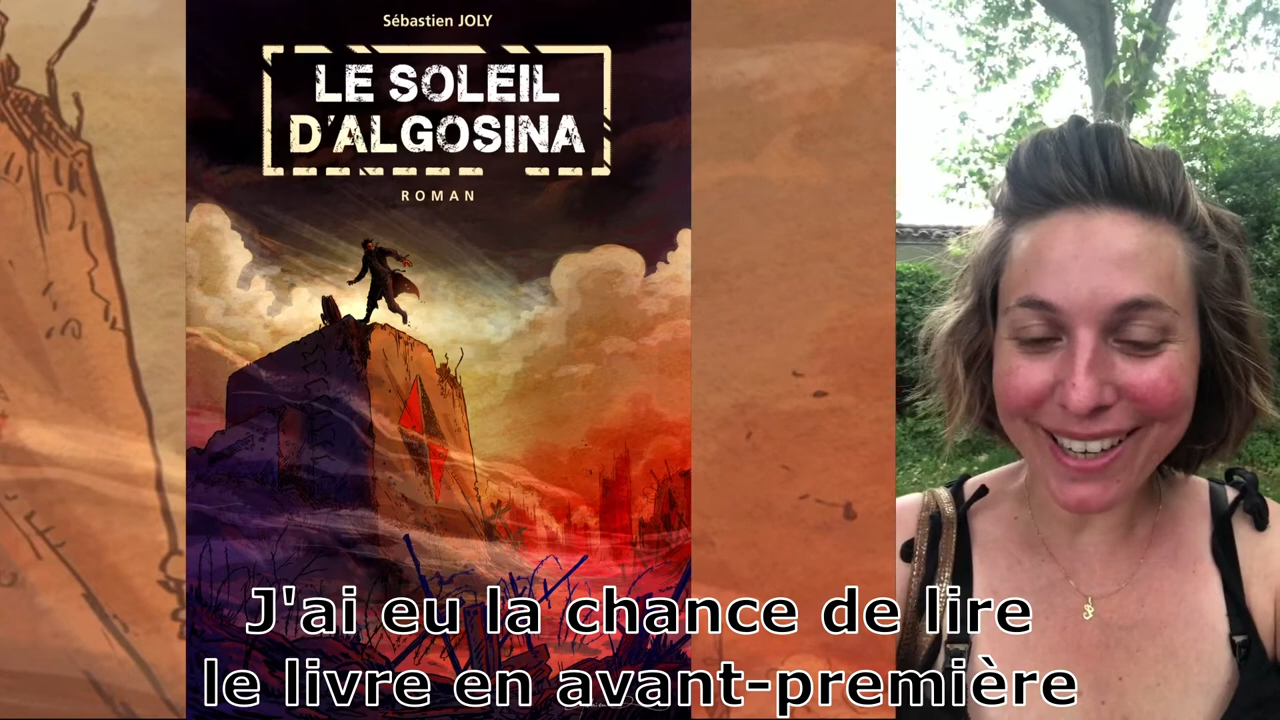 Sébastien JOLY
LE SOLEIL
D'ALGOSINA
ROMAN
J'ai eu la chance de lire
le livre en avant-première